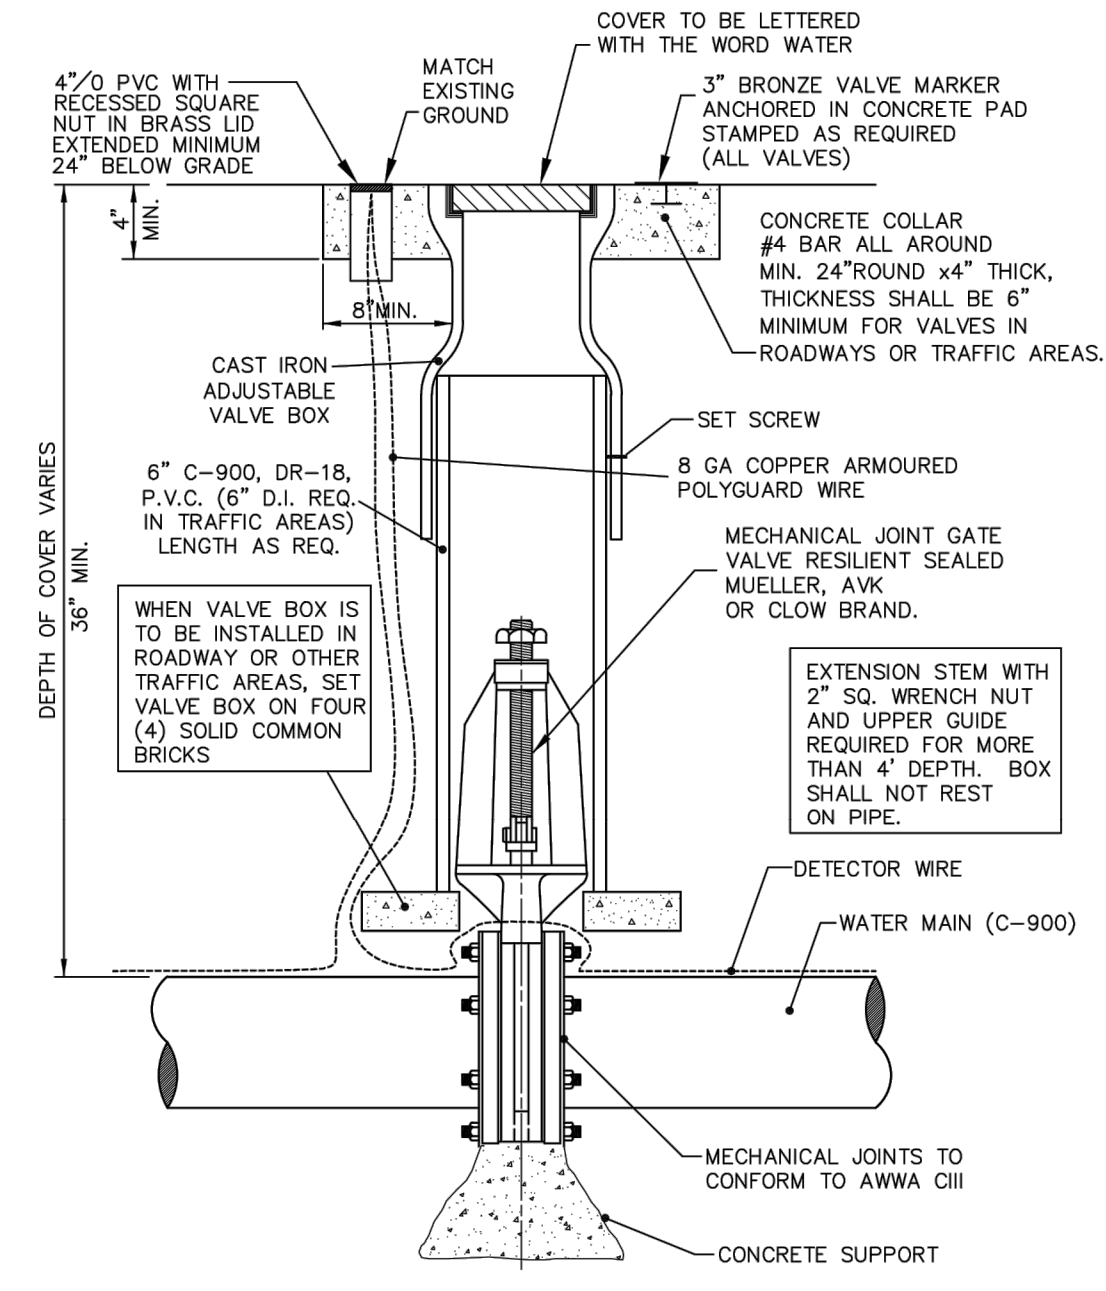 COVER TO BE LETTERED
WITH THE WORD WATER
4"/O PVC WITH
RECESSED SQUARE
NUT IN BRASS LID
EXTENDED MINIMUM
24" BELOW GRADE
MATCH
EXISTING
GROUND
3" BRONZE VALVE MARKER
ANCHORED IN CONCRETE PAD
STAMPED AS REQUIRED
(ALL VALVES)
4"
MIN.
CONCRETE COLLAR
#4 BAR ALL AROUND
MIN. 24"ROUND x4" THICK,
THICKNESS SHALL BE 6"
MINIMUM FOR VALVES IN
ROADWAYS OR TRAFFIC AREAS.
8"MIN.
CAST IRON
ADJUSTABLE
VALVE BOX
SET SCREW
8 GA COPPER ARMOURED
POLYGUARD WIRE
6" C-900, DR-18,
P.V.C. (6" D.I. REQ.
IN TRAFFIC AREAS)
LENGTH AS REQ.
DEPTH OF COVER VARIES
36" MIN.
MECHANICAL JOINT GATE
VALVE RESILIENT SEALED
MUELLER, AVK
OR CLOW BRAND.
WHEN VALVE BOX IS
TO BE INSTALLED IN
ROADWAY OR OTHER
TRAFFIC AREAS, SET
VALVE BOX ON FOUR
(4) SOLID COMMON
BRICKS
EXTENSION STEM WITH
2" SQ. WRENCH NUT
AND UPPER GUIDE
REQUIRED FOR MORE
THAN 4' DEPTH. BOX
SHALL NOT REST
ON PIPE.
DETECTOR WIRE
WATER MAIN (C-900)
MECHANICAL JOINTS TO
CONFORM TO AWWA CIII
CONCRETE SUPPORT